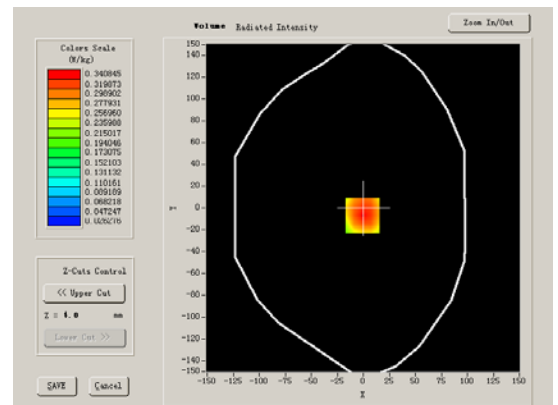 Volume Radiated Intensity
Zoom In/Out
Colors Scale
(W/kg)
0.340845
0.319873
0.298902
0.277931
0.256960
0.235988
0.215017
0.194046
0.173075
0.152103
0.131132
0.110161
0.089189
0.068218
0.047247
0.026276
Z-Cuts Control
<< Upper Cut
Z = 4.0 mm
Lower Cut >>
SAVE
Cancel
150
140
120
100
80
60
40
20
0
-20
-40
-60
-80
-100
-120
-140
-150
Y
-150 -125 -100 -75 -50 -25 0 25 50 75 100 125 150
X